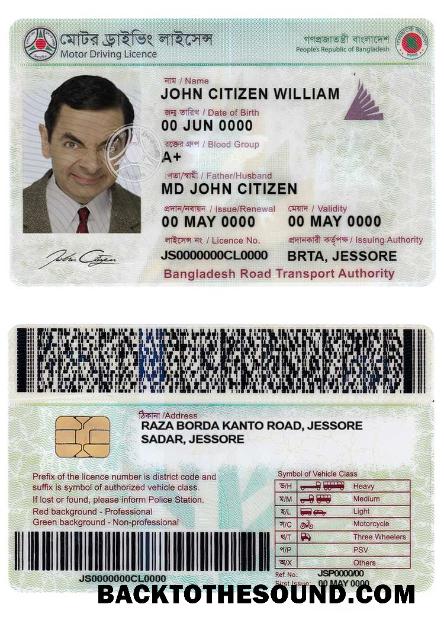 মোটর ড্রাইভিং লাইসেন্স
Motor Driving Licence
গণপ্রজাতন্ত্রী বাংলাদেশ
People's Republic of Bangladesh
নাম / Name
JOHN CITIZEN WILLIAM
জন্ম তারিখ / Date of Birth
00 JUN 0000
রক্তের গ্রুপ / Blood Group
A+
পিতা/স্বামী / Father/Husband
MD JOHN CITIZEN
প্রদান/নবায়ন / Issue/Renewal মেয়াদ / Validity
00 MAY 0000 00 MAY 0000
লাইসেন্স নং / Licence No. প্রদানকারী কর্তৃপক্ষ / Issuing Authority
JS0000000CL0000 BRTA, JESSORE
Bangladesh Road Transport Authority
John Citizen
ঠিকানা /Address
RAZA BORDA KANTO ROAD, JESSORE
SADAR, JESSORE
Prefix of the licence number is district code and
suffix is symbol of authorized vehicle class.
If lost or found, please inform Police Station.
Red background - Professional
Green background - Non-professional
Symbol of Vehicle Class
ভ/H Heavy
ম/M Medium
হ/L Light
ম/C Motorcycle
থ/T Three Wheelers
প/P PSV
অ/X Others
Ref. No. JSP0000/00
First Issue: 00 MAY 0000
JS0000000CL0000
BACKTOTHESOUND.COM